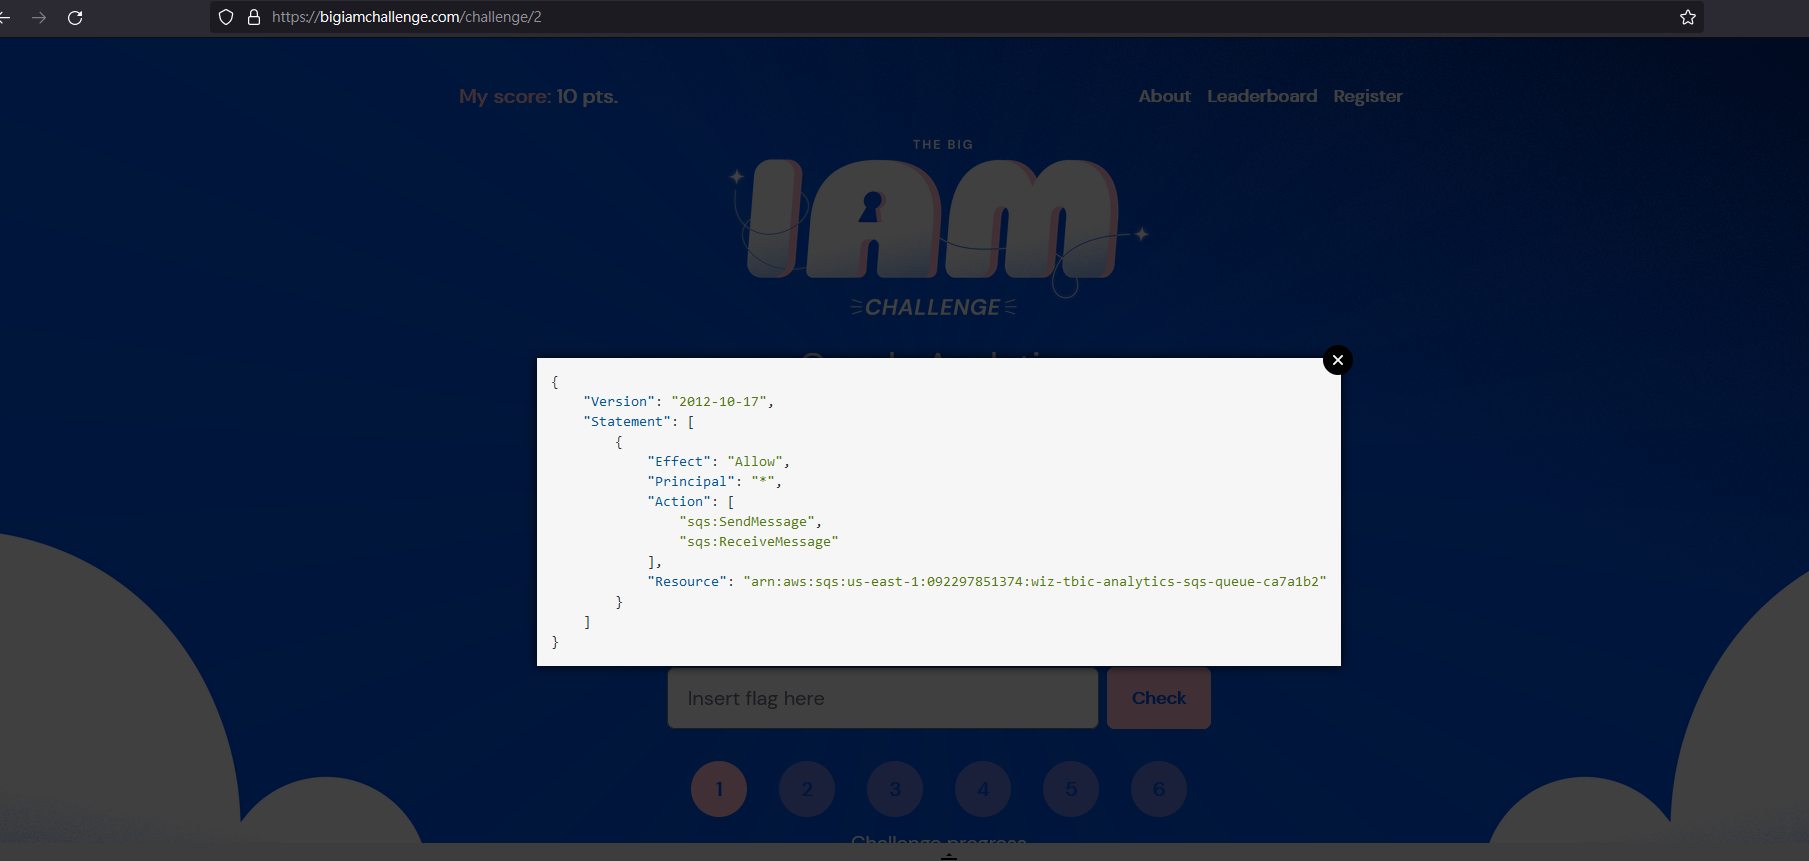 https://bigiamchallenge.com/challenge/2
My score: 10 pts.
About Leaderboard Register
THE BIG
IAM
CHALLENGE
{
    "Version": "2012-10-17",
    "Statement": [
        {
            "Effect": "Allow",
            "Principal": "*",
            "Action": [
                "sqs:SendMessage",
                "sqs:ReceiveMessage"
            ],
            "Resource": "arn:aws:sqs:us-east-1:092297851374:wiz-tbic-analytics-sqs-queue-ca7a1b2"
        }
    ]
}
Insert flag here
Check
1 2 3 4 5 6
Challenge progress